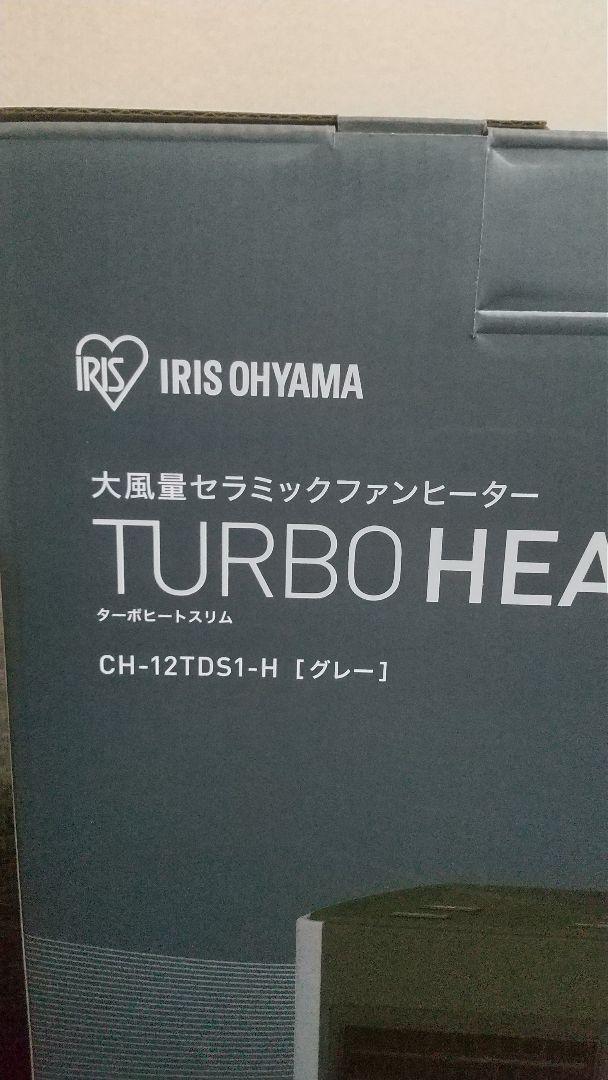 IRIS IRIS OHYAMA
大風量セラミックファンヒーター
TURBO HEA
ターボヒートスリム
CH-12TDS1-H [グレー]